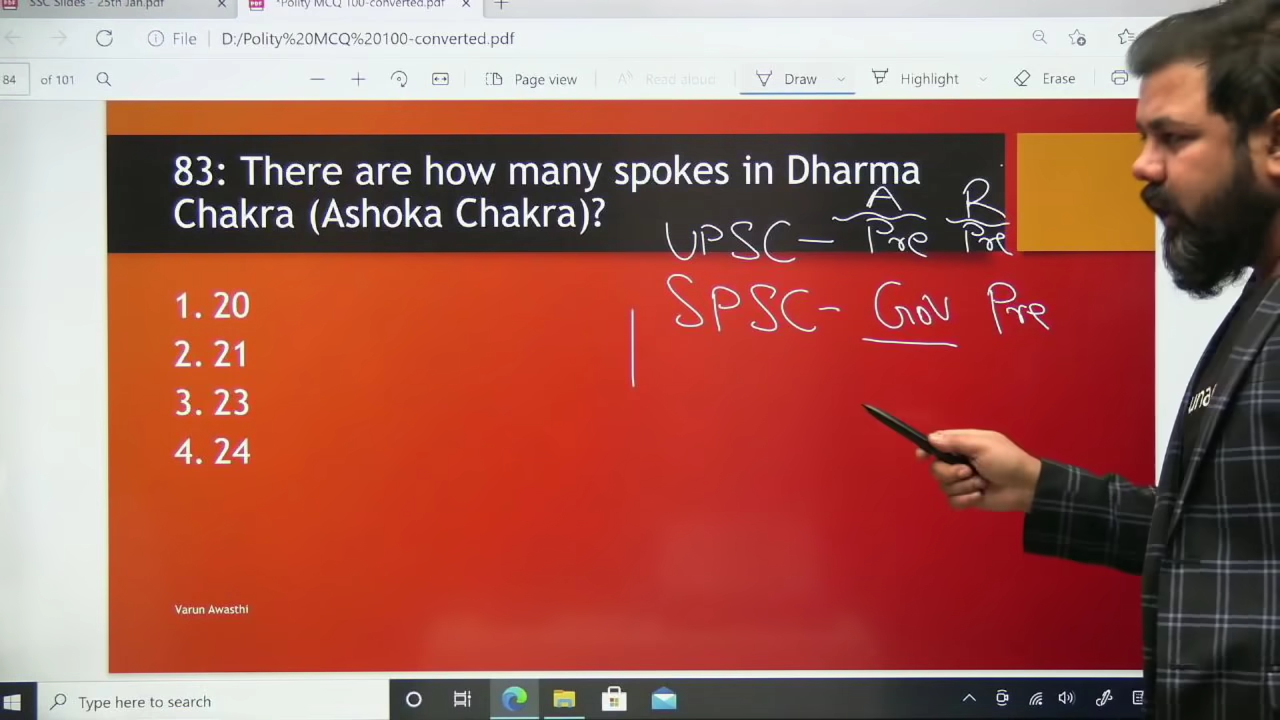 SSC Slides - 25th Jan.pdf
*Polity MCQ 100-converted.pdf
File D:/Polity%20MCQ%20100-converted.pdf
84 of 101 Page view Read aloud Draw Highlight Erase
83: There are how many spokes in Dharma
Chakra (Ashoka Chakra)?
A R
UPSC- Pre Pre
SPSC- Gov Pre
1. 20
2. 21
3. 23
4. 24
Varun Awasthi
Type here to search